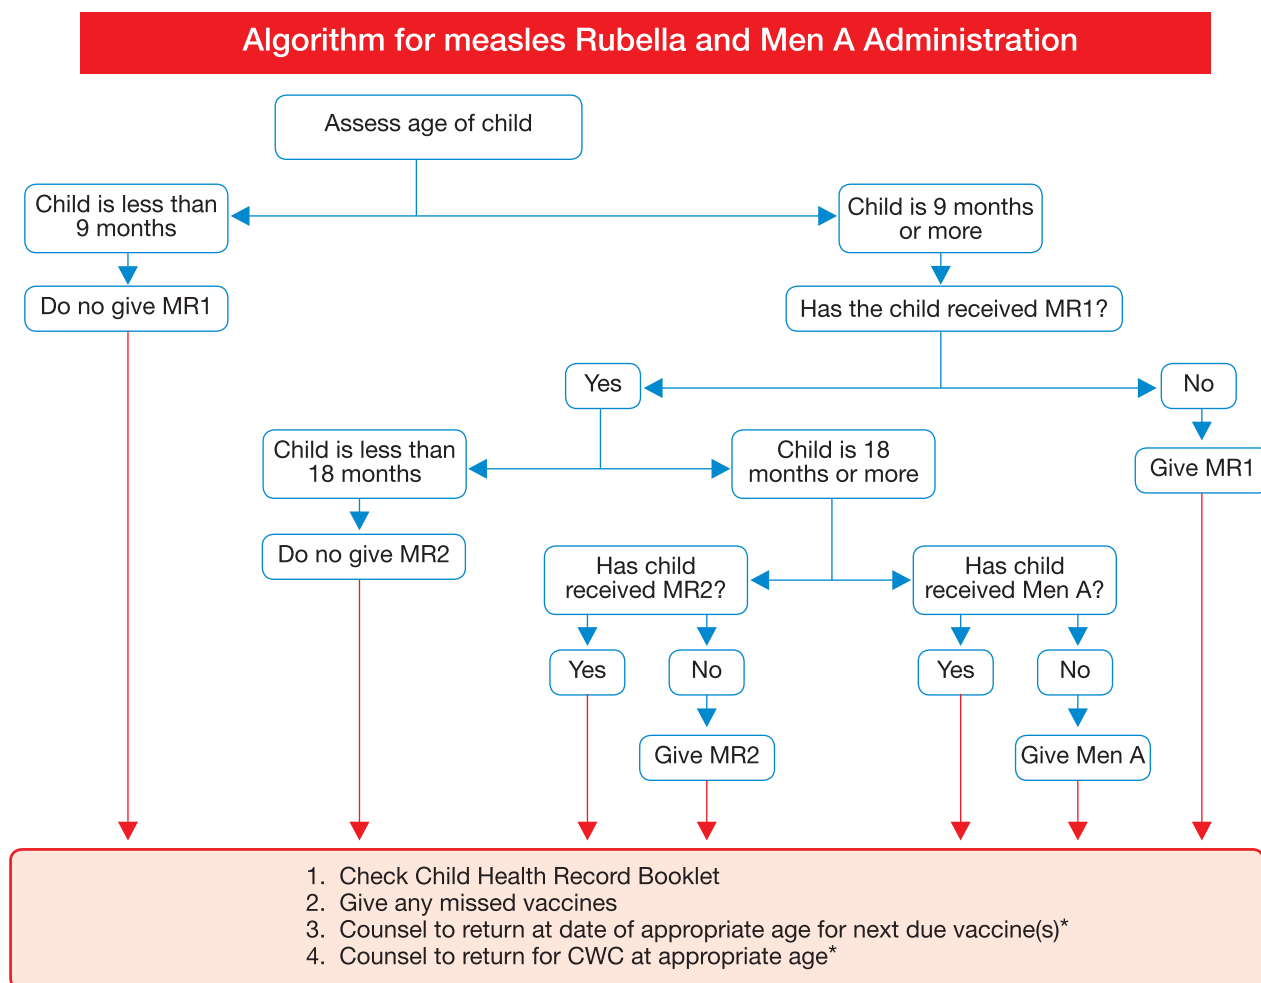 Algorithm for measles Rubella and Men A Administration
Assess age of child
Child is less than
9 months
Child is 9 months
or more
Do no give MR1
Has the child received MR1?
Yes
No
Child is less than
18 months
Child is 18
months or more
Give MR1
Do no give MR2
Has child
received MR2?
Has child
received Men A?
Yes
No
Yes
No
Give MR2
Give Men A
1. Check Child Health Record Booklet
2. Give any missed vaccines
3. Counsel to return at date of appropriate age for next due vaccine(s)*
4. Counsel to return for CWC at appropriate age*